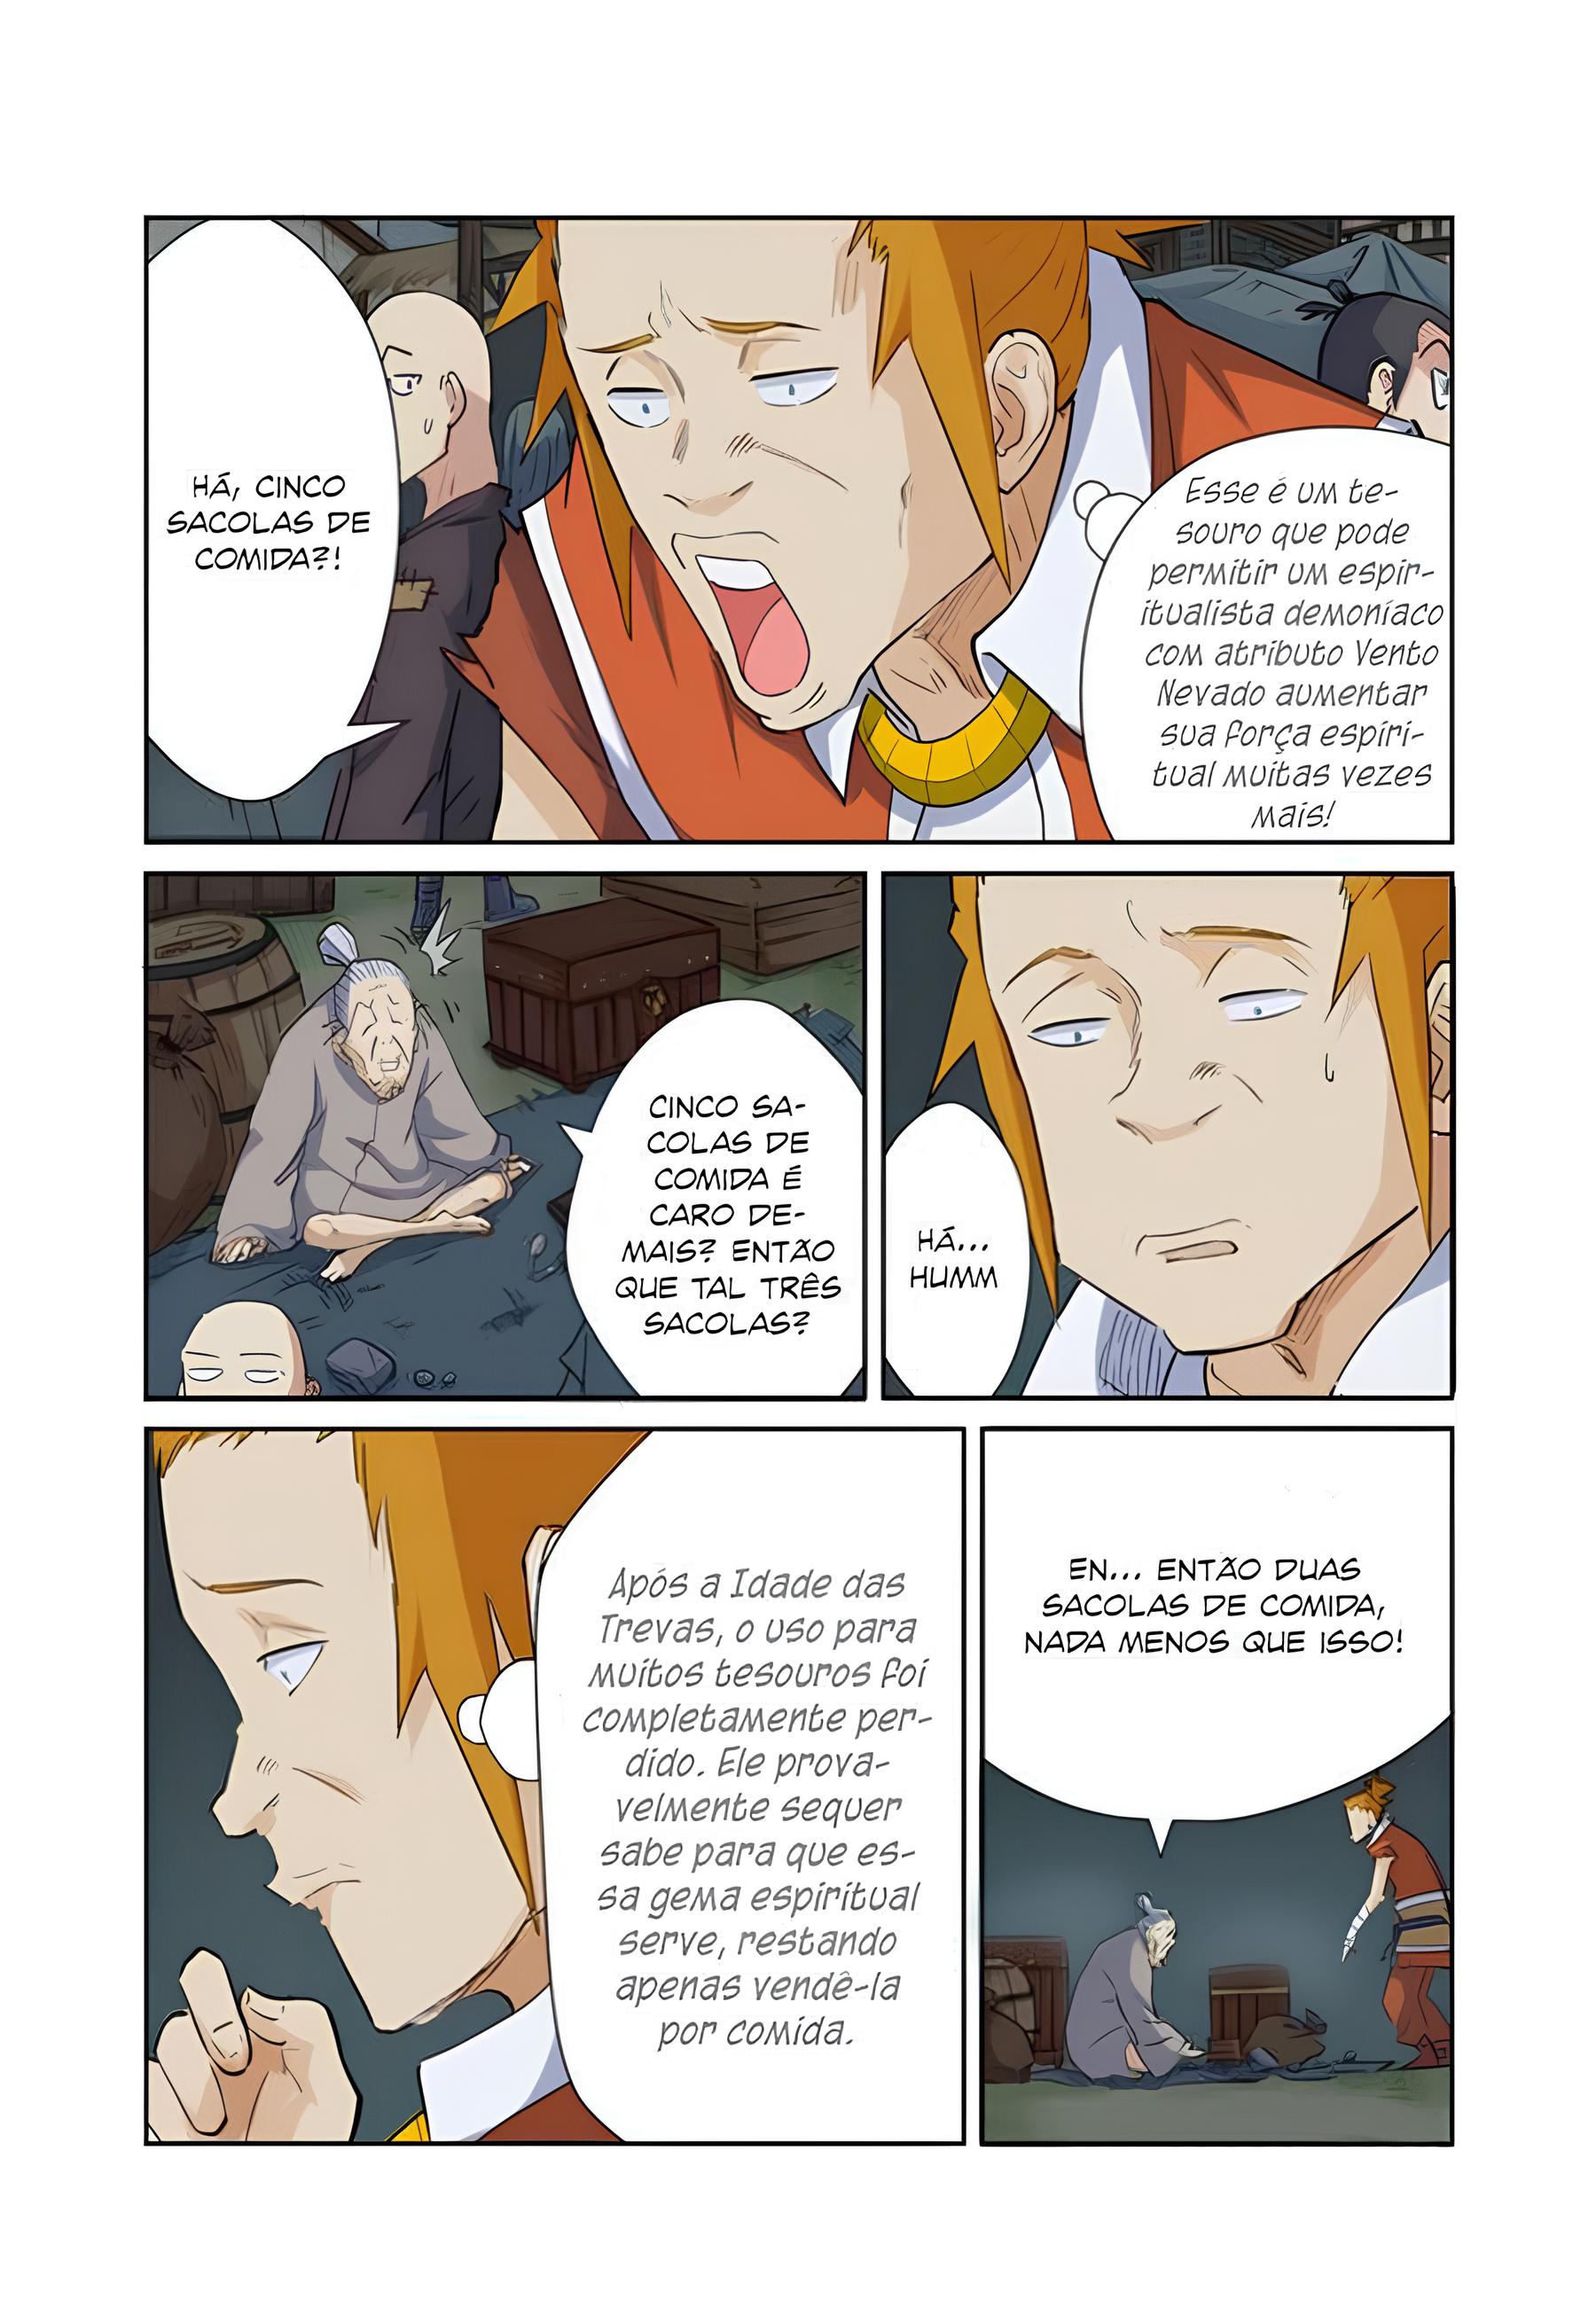 HÁ, CINCO
SACOLAS DE
COMIDA?!
Esse é um te-
souro que pode
permitir um espir-
itualista demoníaco
com atributo Vento
Nevado aumentar
sua força espiri-
tual muitas vezes
mais!
CINCO SA-
COLAS DE
COMIDA É
CARO DE-
MAIS? ENTÃO
QUE TAL TRÊS
SACOLAS?
HÁ...
HUMM
Após a Idade das
Trevas, o uso para
muitos tesouros foi
completamente per-
dido. Ele prova-
velmente sequer
sabe para que es-
sa gema espiritual
serve, restando
apenas vendê-la
por comida.
EN... ENTÃO DUAS
SACOLAS DE COMIDA,
NADA MENOS QUE ISSO!